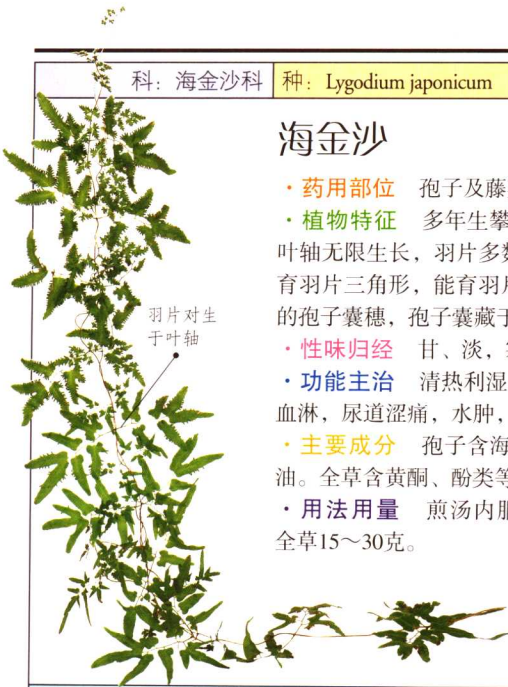 科：海金沙科 种：Lygodium japonicum
海金沙
·药用部位 孢子及藤
·植物特征 多年生攀
叶轴无限生长，羽片多数
育羽片三角形，能育羽片
的孢子囊穗，孢子囊藏于
·性味归经 甘、淡，
·功能主治 清热利湿
血淋，尿道涩痛，水肿，
·主要成分 孢子含海
油。全草含黄酮、酚类等
·用法用量 煎汤内服
全草15～30克。
羽片对生
于叶轴